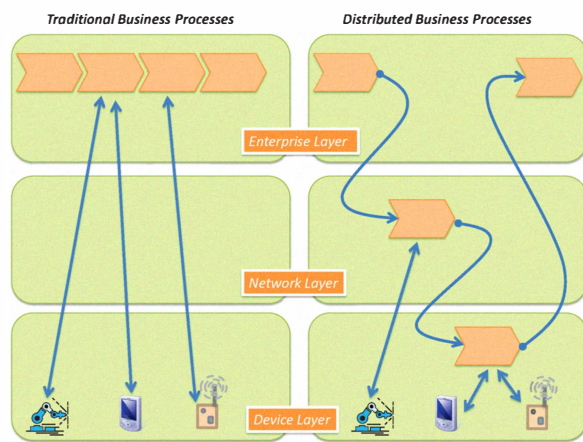 Traditional Business Processes
Distributed Business Processes
Enterprise Layer
Network Layer
Device Layer